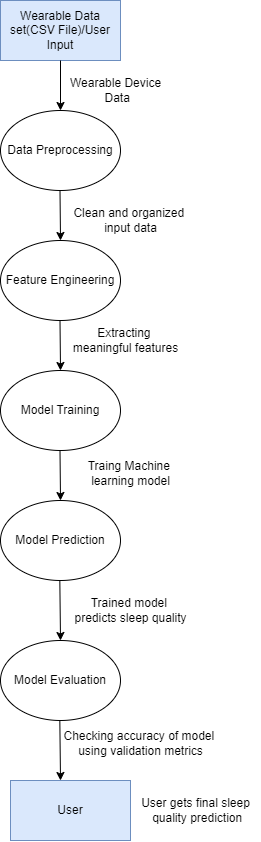 Wearable Data
set(CSV File)/User
Input
Wearable Device
Data
Data Preprocessing
Clean and organized
input data
Feature Engineering
Extracting
meaningful features
Model Training
Traing Machine
learning model
Model Prediction
Trained model
predicts sleep quality
Model Evaluation
Checking accuracy of model
using validation metrics
User
User gets final sleep
quality prediction